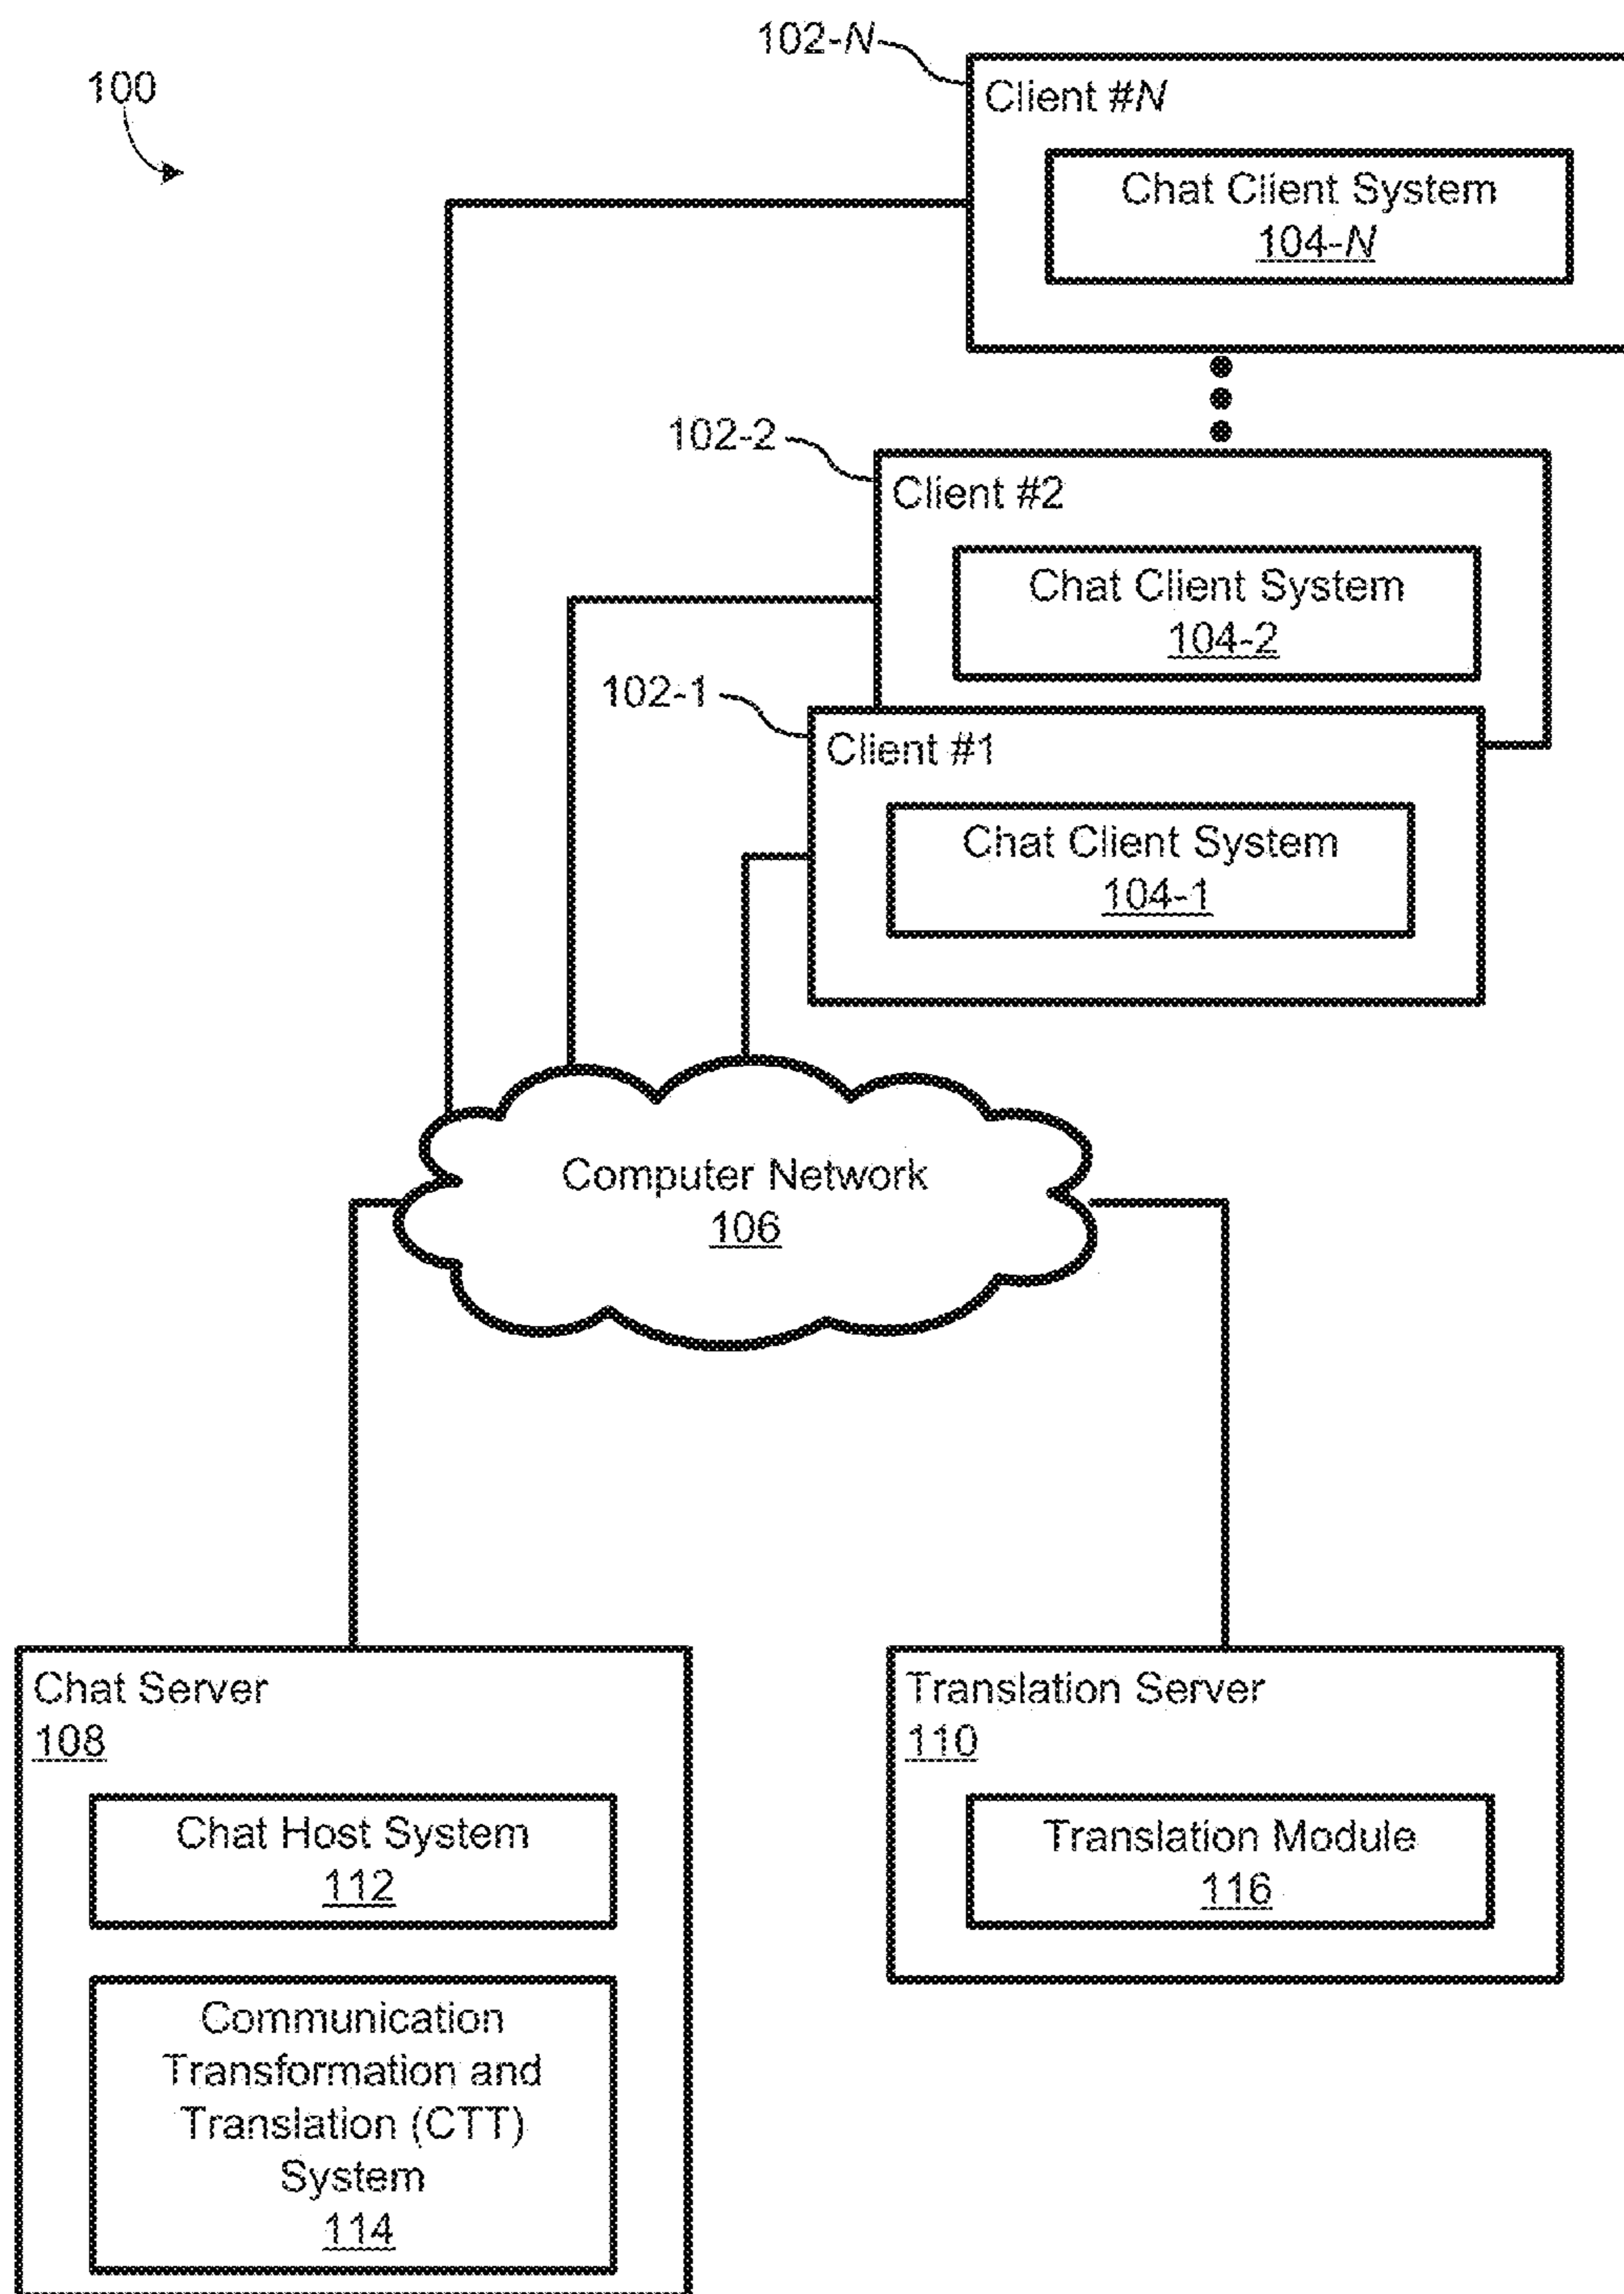 102-N
100
Client #N
Chat Client System
104-N
102-2
Client #2
Chat Client System
104-2
102-1
Client #1
Chat Client System
104-1
Computer Network
106
Chat Server
108
Chat Host System
112
Communication
Transformation and
Translation (CTT)
System
114
Translation Server
110
Translation Module
116